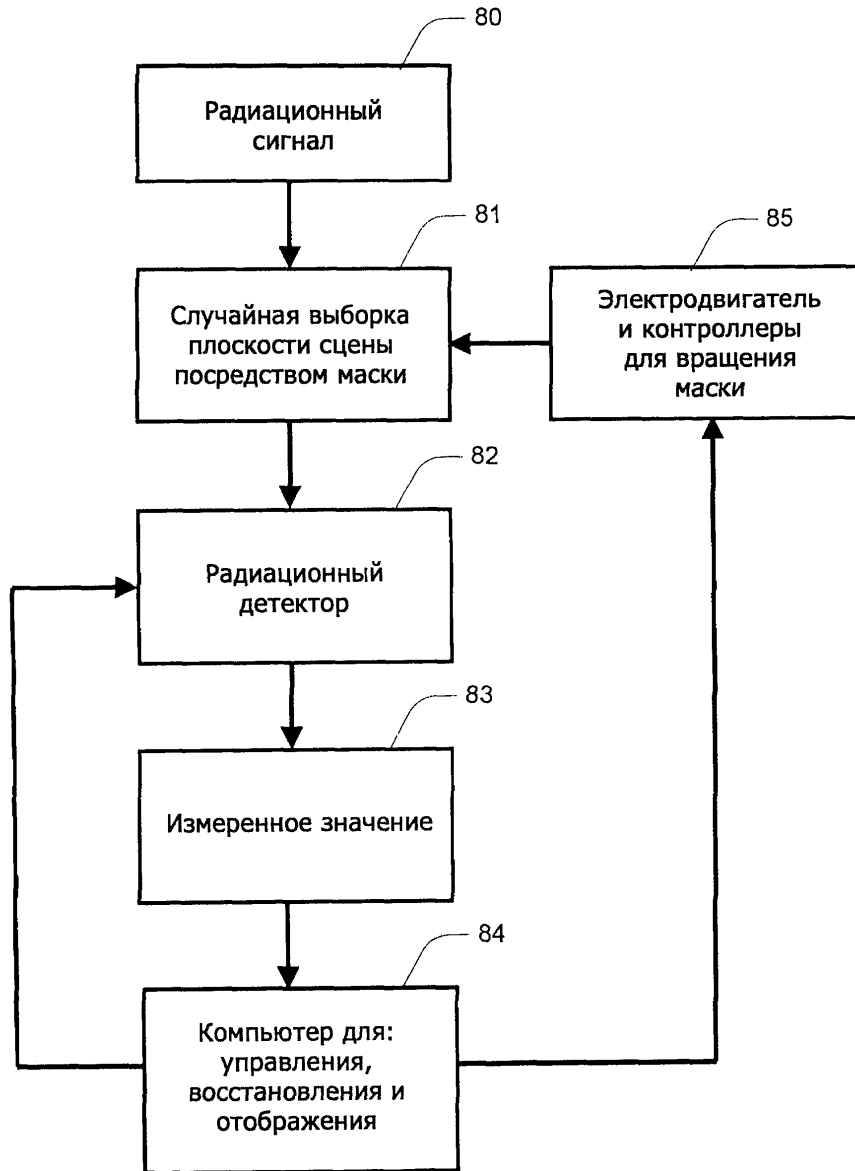 80
Радиационный
сигнал
81
Случайная выборка
плоскости сцены
посредством маски
85
Электродвигатель
и контроллеры
для вращения
маски
82
Радиационный
детектор
83
Измеренное значение
84
Компьютер для:
управления,
восстановления и
отображения